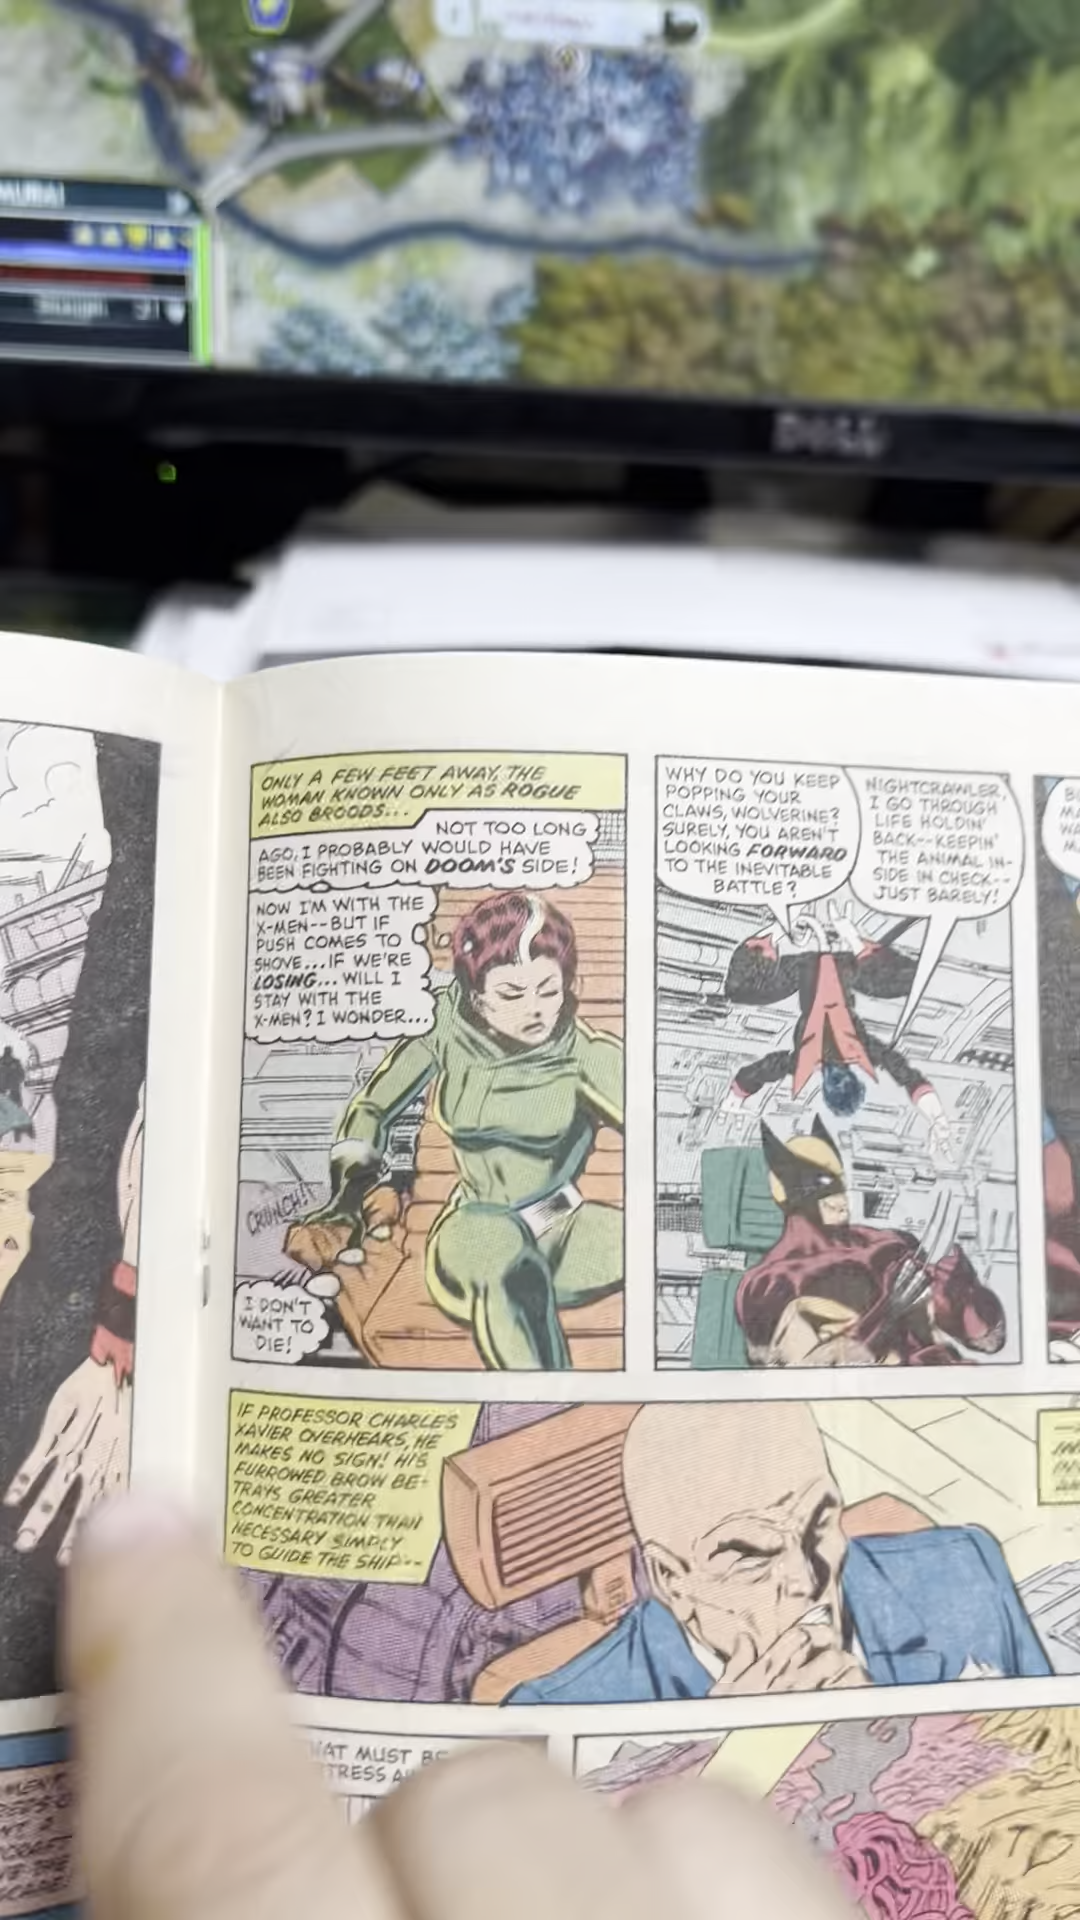 MURAI
DELL
ONLY A FEW FEET AWAY, THE
WOMAN KNOWN ONLY AS ROGUE
ALSO BROODS...
NOT TOO LONG
AGO, I PROBABLY WOULD HAVE
BEEN FIGHTING ON DOOM'S SIDE!
NOW I'M WITH THE
X-MEN--BUT IF
PUSH COMES TO
SHOVE...IF WE'RE
LOSING... WILL I
STAY WITH THE
X-MEN? I WONDER...
CRUNCH!
I DON'T
WANT TO
DIE!
WHY DO YOU KEEP
POPPING YOUR
CLAWS, WOLVERINE?
SURELY, YOU AREN'T
LOOKING FORWARD
TO THE INEVITABLE
BATTLE?
NIGHTCRAWLER,
I GO THROUGH
LIFE HOLDIN'
BACK--KEEPIN'
THE ANIMAL IN-
SIDE IN CHECK--
JUST BARELY!
IF PROFESSOR CHARLES
XAVIER OVERHEARS, HE
MAKES NO SIGN! HIS
FURROWED BROW BE-
TRAYS GREATER
CONCENTRATION THAN
NECESSARY SIMPLY
TO GUIDE THE SHIP--
MUST